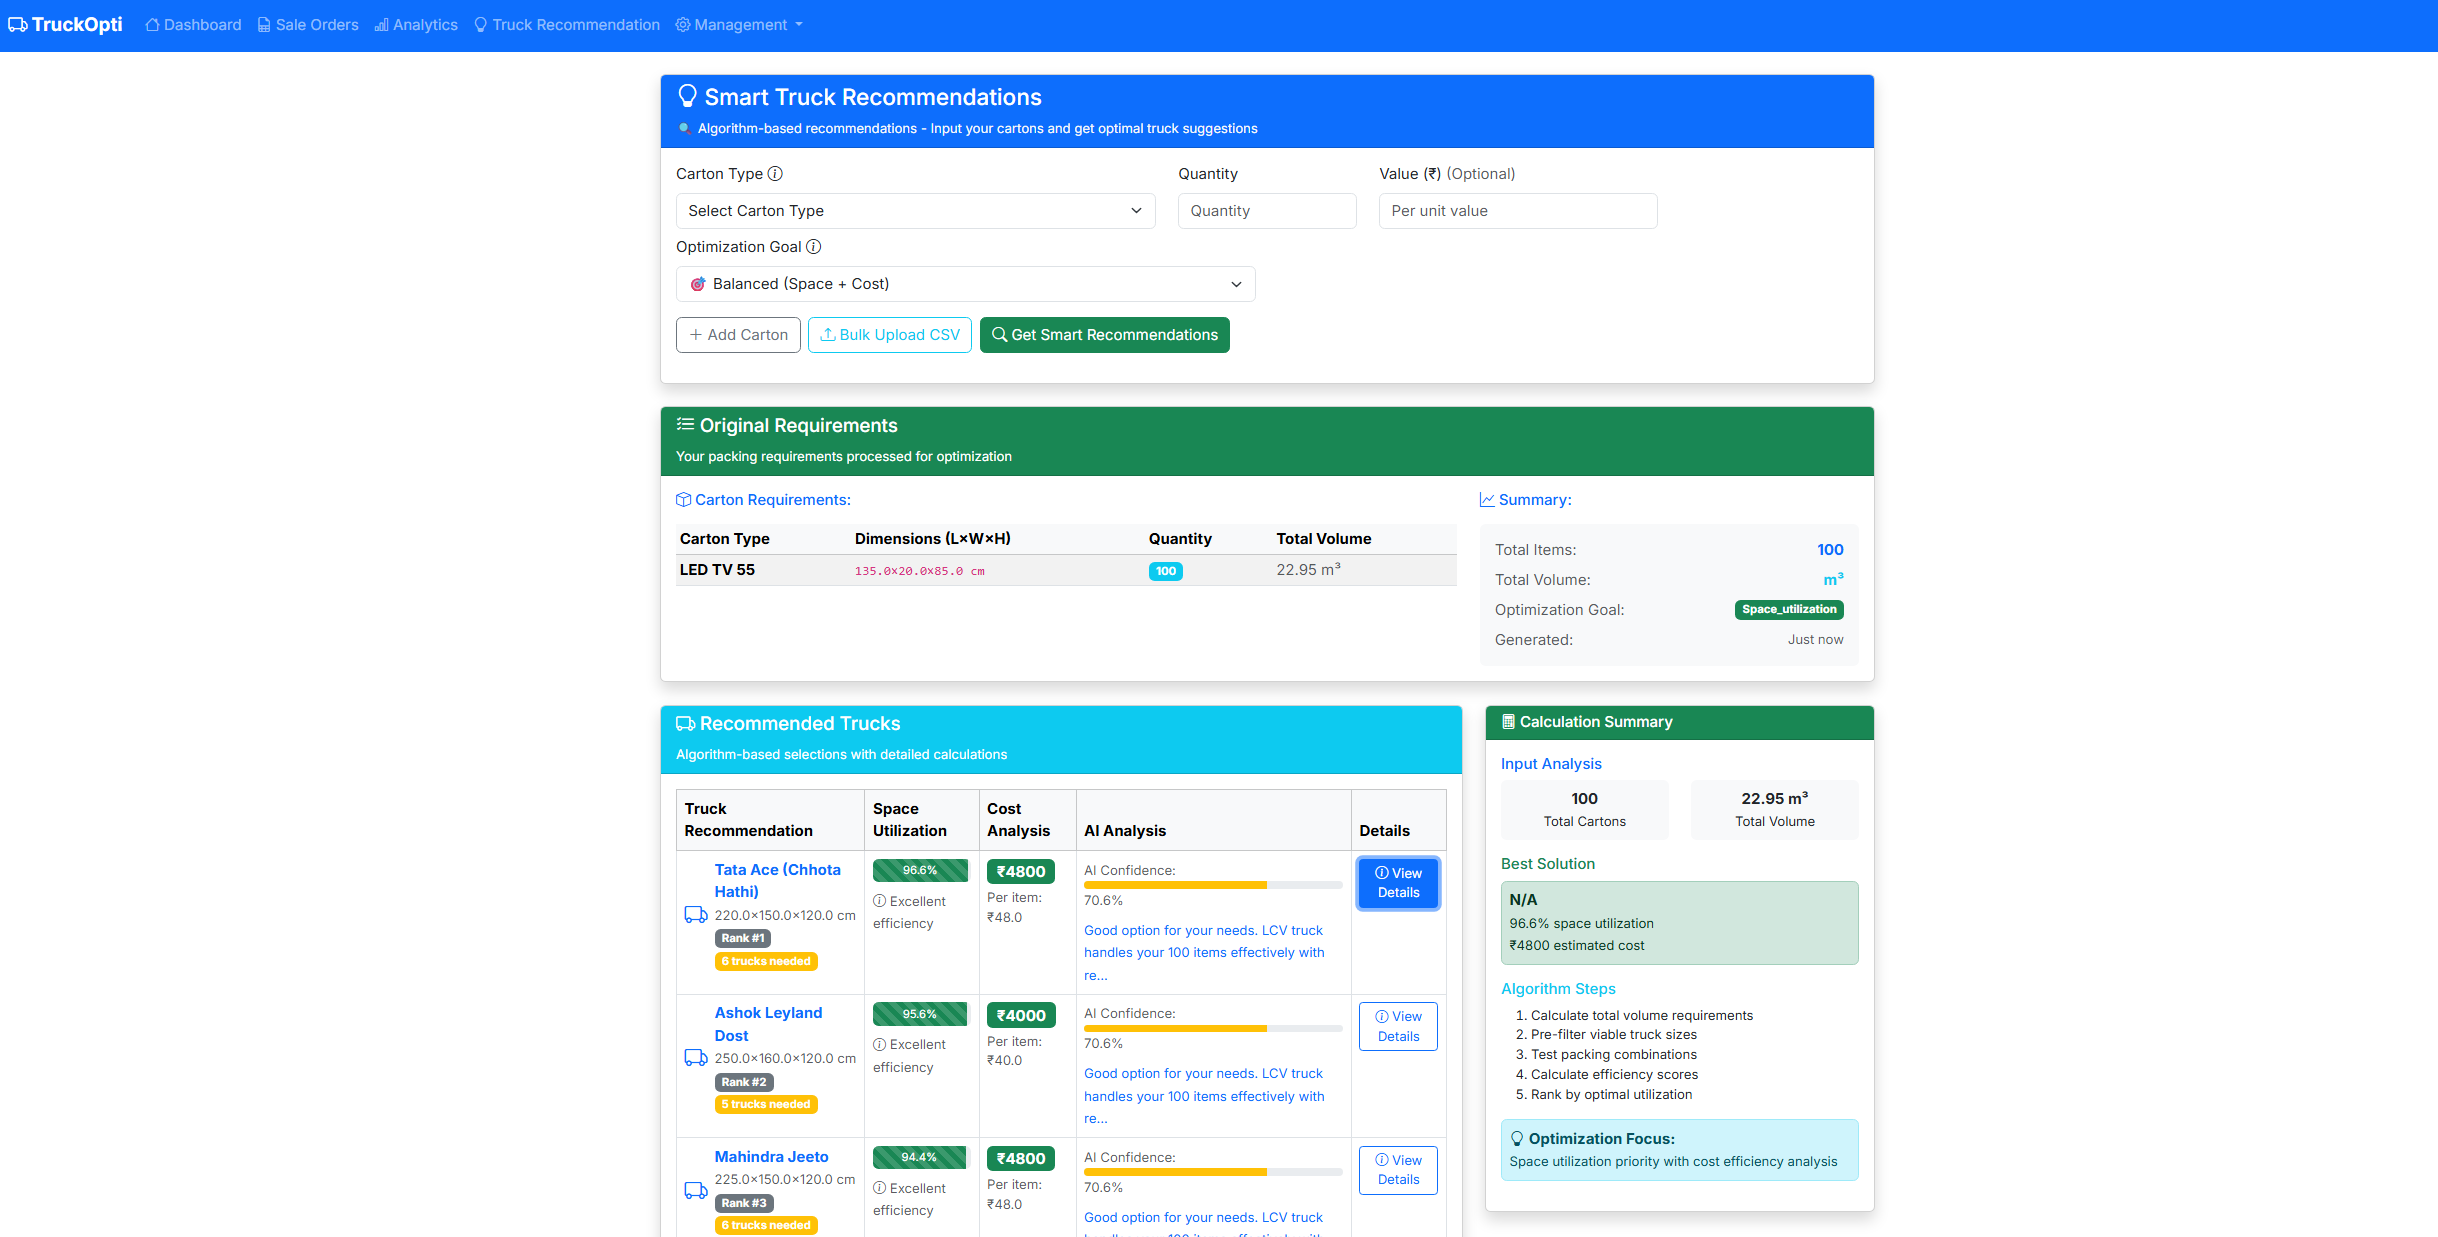 TruckOpti Dashboard Sale Orders Analytics Truck Recommendation Management
Smart Truck Recommendations
Algorithm-based recommendations - Input your cartons and get optimal truck suggestions
Carton Type Quantity Value (₹) (Optional)
Select Carton Type Quantity Per unit value
Optimization Goal
Balanced (Space + Cost)
Add Carton Bulk Upload CSV Get Smart Recommendations
Original Requirements
Your packing requirements processed for optimization
Carton Requirements:
Carton Type Dimensions (L×W×H) Quantity Total Volume
LED TV 55 135.0×20.0×85.0 cm 100 22.95 m³
Summary:
Total Items: 100
Total Volume: m³
Optimization Goal: Space_utilization
Generated: Just now
Recommended Trucks
Algorithm-based selections with detailed calculations
Truck
Recommendation
Space
Utilization
Cost
Analysis
AI Analysis
Details
Tata Ace (Chhota
Hathi)
220.0×150.0×120.0 cm
Rank #1
6 trucks needed
96.6%
Excellent
efficiency
₹4800
Per item:
₹48.0
AI Confidence:
70.6%
Good option for your needs. LCV truck
handles your 100 items effectively with
re...
View
Details
Ashok Leyland
Dost
250.0×160.0×120.0 cm
Rank #2
5 trucks needed
95.6%
Excellent
efficiency
₹4000
Per item:
₹40.0
AI Confidence:
70.6%
Good option for your needs. LCV truck
handles your 100 items effectively with
re...
View
Details
Mahindra Jeeto
225.0×150.0×120.0 cm
Rank #3
6 trucks needed
94.4%
Excellent
efficiency
₹4800
Per item:
₹48.0
AI Confidence:
70.6%
Good option for your needs. LCV truck
View
Details
Calculation Summary
Input Analysis
100
Total Cartons
22.95 m³
Total Volume
Best Solution
N/A
96.6% space utilization
₹4800 estimated cost
Algorithm Steps
1. Calculate total volume requirements
2. Pre-filter viable truck sizes
3. Test packing combinations
4. Calculate efficiency scores
5. Rank by optimal utilization
Optimization Focus:
Space utilization priority with cost efficiency analysis